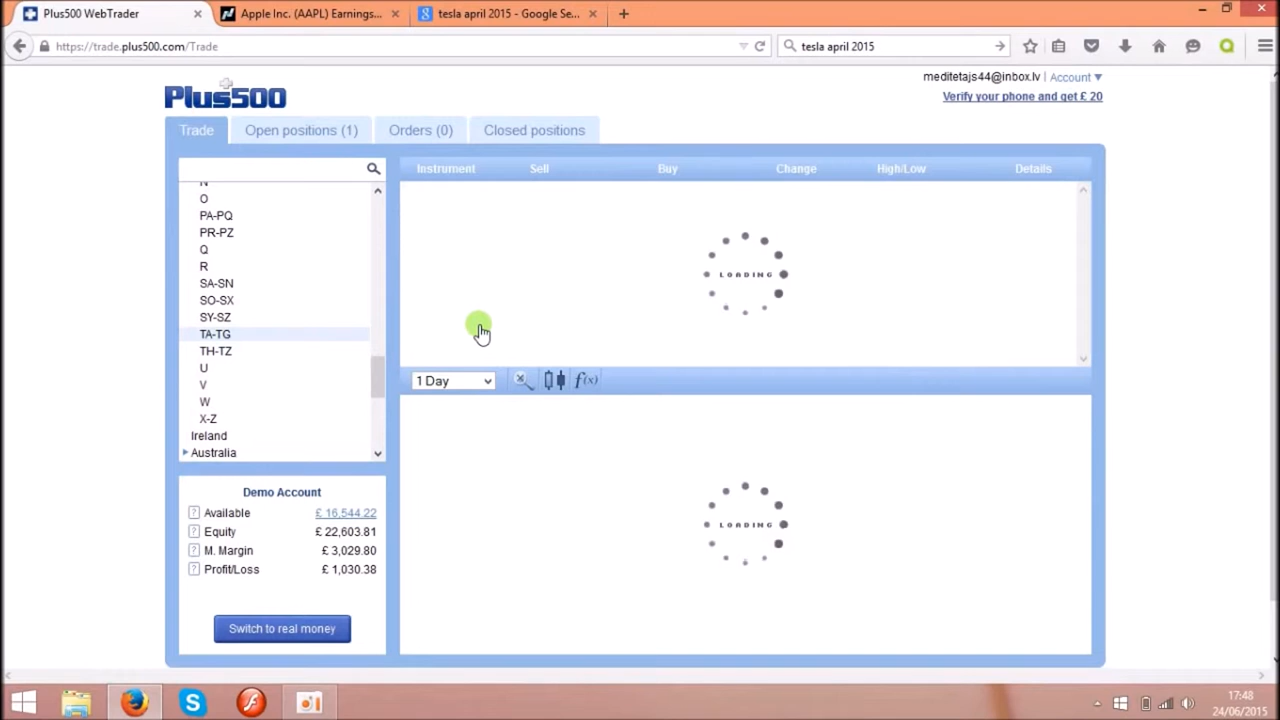 Plus500 WebTrader
Apple Inc. (AAPL) Earnings...
tesla april 2015 - Google Se...
https://trade.plus500.com/Trade
tesla april 2015
meditetajs44@inbox.lv | Account
Plus500
Verify your phone and get £ 20
Trade
Open positions (1)
Orders (0)
Closed positions
Instrument
Sell
Buy
Change
High/Low
Details
N
O
PA-PQ
PR-PZ
Q
R
SA-SN
SO-SX
SY-SZ
TA-TG
TH-TZ
U
V
W
X-Z
Ireland
Australia
LOADING
1 Day
f(x)
LOADING
Demo Account
? Available £ 16,544.22
? Equity £ 22,603.81
? M. Margin £ 3,029.80
? Profit/Loss £ 1,030.38
Switch to real money
17:48
24/06/2015